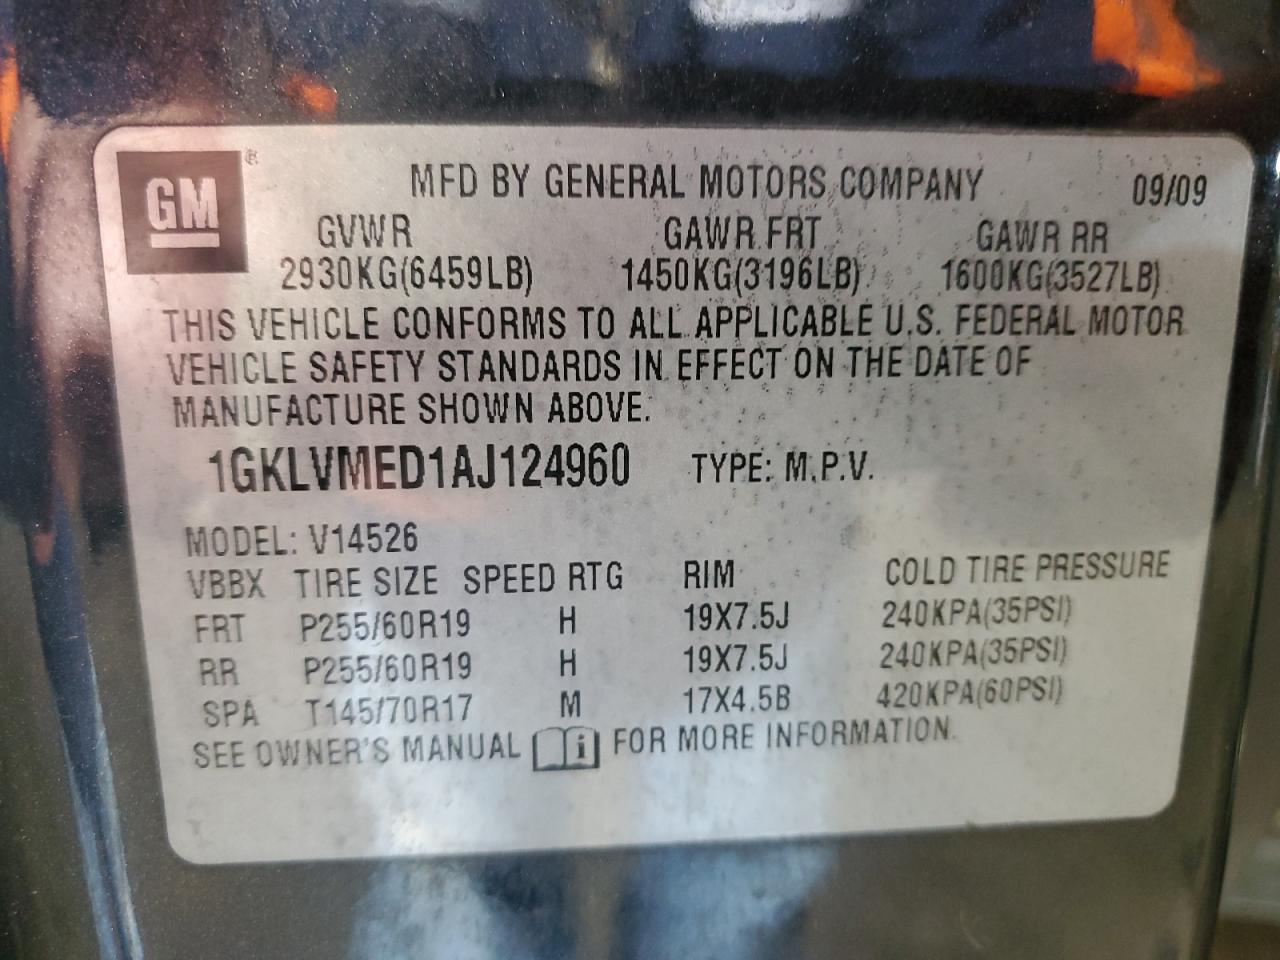 GM ®
MFD BY GENERAL MOTORS COMPANY 09/09
GVWR GAWR FRT GAWR RR
2930KG(6459LB) 1450KG(3196LB) 1600KG(3527LB)
THIS VEHICLE CONFORMS TO ALL APPLICABLE U.S. FEDERAL MOTOR
VEHICLE SAFETY STANDARDS IN EFFECT ON THE DATE OF
MANUFACTURE SHOWN ABOVE.
1GKLVMED1AJ124960 TYPE: M.P.V.
MODEL: V14526
VBBX TIRE SIZE SPEED RTG RIM COLD TIRE PRESSURE
FRT P255/60R19 H 19X7.5J 240KPA(35PSI)
RR P255/60R19 H 19X7.5J 240KPA(35PSI)
SPA T145/70R17 M 17X4.5B 420KPA(60PSI)
SEE OWNER'S MANUAL i FOR MORE INFORMATION.